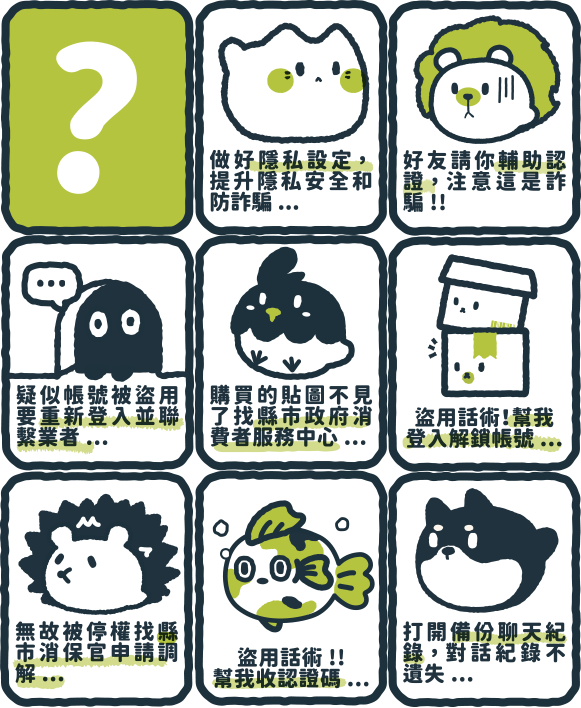 ?
做好隱私設定，
提升隱私安全和
防詐騙 ...
好友請你輔助認
證，注意這是詐
騙 !!
...
疑似帳號被盜用
要重新登入並聯
繫業者 ...
購買的貼圖不見
了找縣市政府消
費者服務中心 ...
盜用話術!幫我
登入解鎖帳號 ...
無故被停權找縣
市消保官申請調
解 ...
盜用話術 !!
幫我收認證碼 ...
打開備份聊天紀
錄，對話紀錄不
遺失 ...